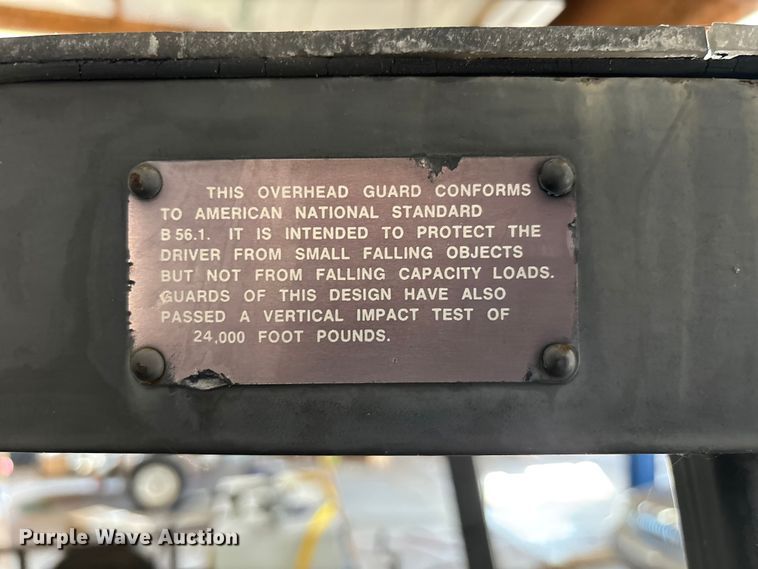 THIS OVERHEAD GUARD CONFORMS
TO AMERICAN NATIONAL STANDARD
B 56.1. IT IS INTENDED TO PROTECT THE
DRIVER FROM SMALL FALLING OBJECTS
BUT NOT FROM FALLING CAPACITY LOADS.
GUARDS OF THIS DESIGN HAVE ALSO
PASSED A VERTICAL IMPACT TEST OF
24,000 FOOT POUNDS.
Purple Wave Auction